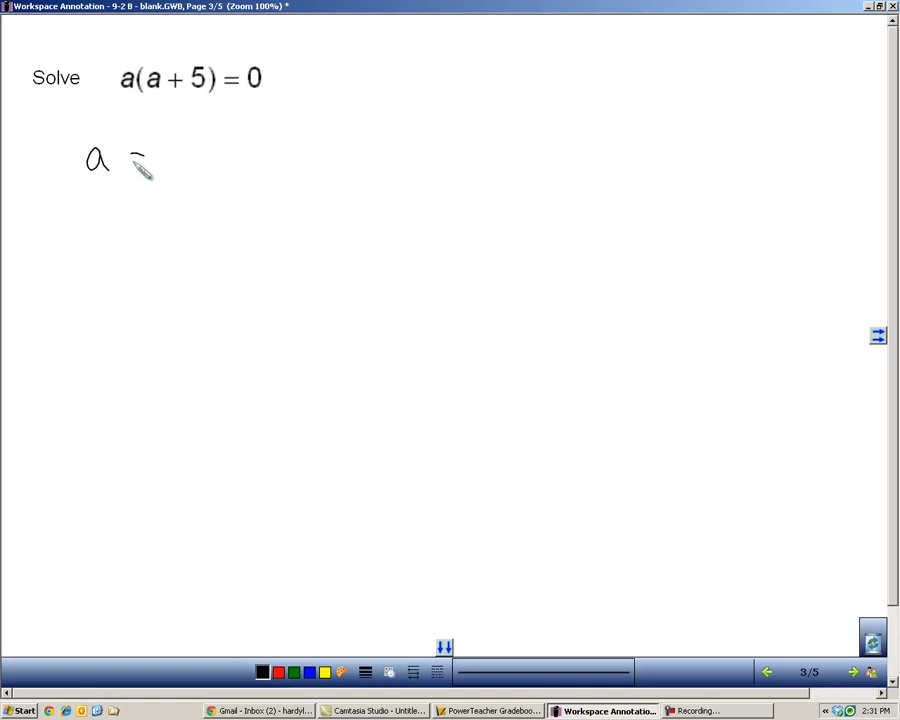 Workspace Annotation - 9-2 B - blank.GWB, Page 3/5 (Zoom 100%) *
Solve a(a + 5) = 0
a =
3/5
Start Gmail - Inbox (2) - hardyl... Camtasia Studio - Untitle... PowerTeacher Gradeboo... Workspace Annotatio... Recording... « 2:31 PM